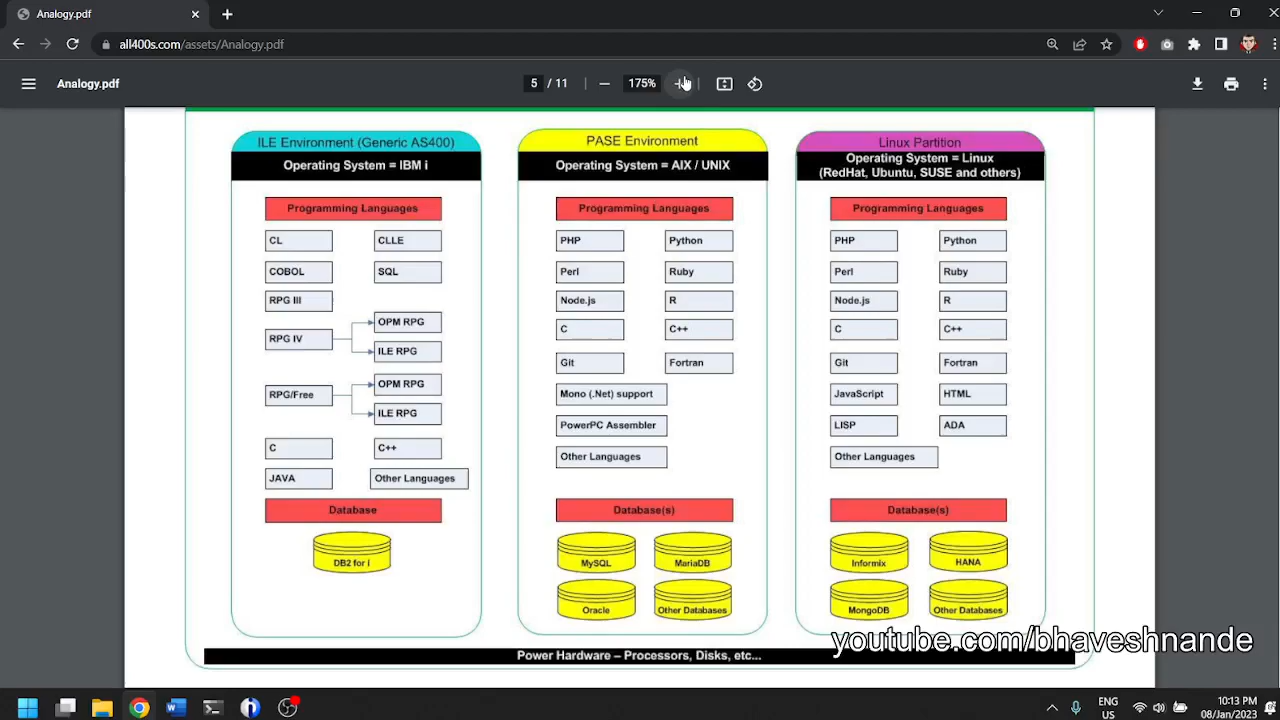 Analogy.pdf
all400s.com/assets/Analogy.pdf
Analogy.pdf
5 / 11
175%
ILE Environment (Generic AS400)
Operating System = IBM i
Programming Languages
CL
CLLE
COBOL
SQL
RPG III
RPG IV
OPM RPG
ILE RPG
RPG/Free
OPM RPG
ILE RPG
C
C++
JAVA
Other Languages
Database
DB2 for i
PASE Environment
Operating System = AIX / UNIX
Programming Languages
PHP
Python
Perl
Ruby
Node.js
R
C
C++
Git
Fortran
Mono (.Net) support
PowerPC Assembler
Other Languages
Database(s)
MySQL
MariaDB
Oracle
Other Databases
Linux Partition
Operating System = Linux
(RedHat, Ubuntu, SUSE and others)
Programming Languages
PHP
Python
Perl
Ruby
Node.js
R
C
C++
Git
Fortran
JavaScript
HTML
LISP
ADA
Other Languages
Database(s)
Informix
HANA
MongoDB
Other Databases
Power Hardware – Processors, Disks, etc...
youtube.com/bhaveshnande
ENG
US
10:13 PM
08/Jan/2023